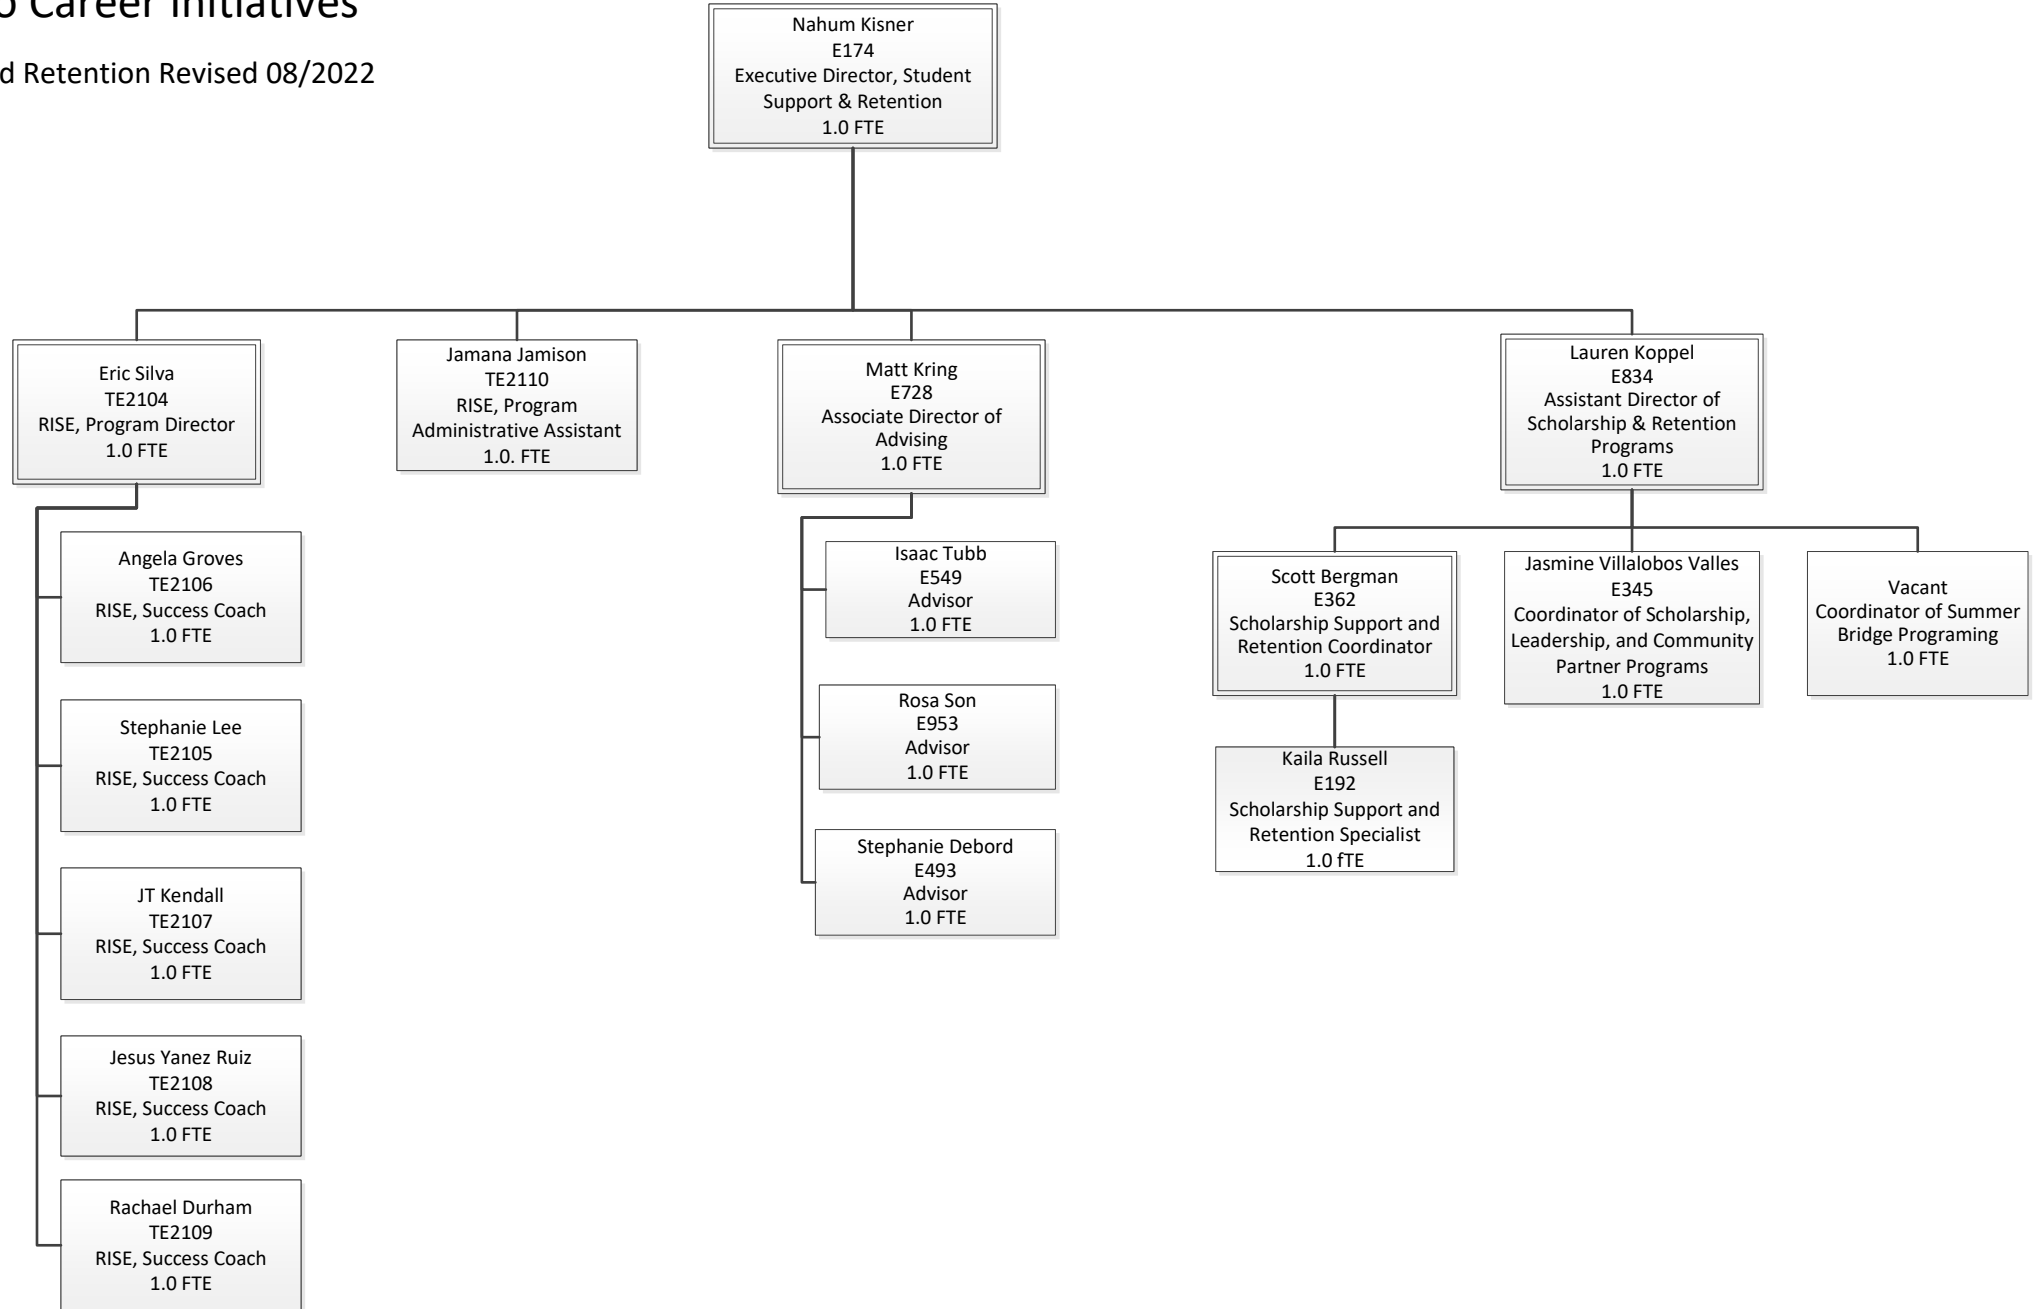 Career Initiatives
Retention Revised 08/2022
Nahum Kisner
E174
Executive Director, Student
Support & Retention
1.0 FTE
Eric Silva
TE2104
RISE, Program Director
1.0 FTE
Jamana Jamison
TE2110
RISE, Program
Administrative Assistant
1.0. FTE
Matt Kring
E728
Associate Director of
Advising
1.0 FTE
Lauren Koppel
E834
Assistant Director of
Scholarship & Retention
Programs
1.0 FTE
Angela Groves
TE2106
RISE, Success Coach
1.0 FTE
Stephanie Lee
TE2105
RISE, Success Coach
1.0 FTE
JT Kendall
TE2107
RISE, Success Coach
1.0 FTE
Jesus Yanez Ruiz
TE2108
RISE, Success Coach
1.0 FTE
Rachael Durham
TE2109
RISE, Success Coach
1.0 FTE
Isaac Tubb
E549
Advisor
1.0 FTE
Rosa Son
E953
Advisor
1.0 FTE
Stephanie Debord
E493
Advisor
1.0 FTE
Scott Bergman
E362
Scholarship Support and
Retention Coordinator
1.0 FTE
Kaila Russell
E192
Scholarship Support and
Retention Specialist
1.0 fTE
Jasmine Villalobos Valles
E345
Coordinator of Scholarship,
Leadership, and Community
Partner Programs
1.0 FTE
Vacant
Coordinator of Summer
Bridge Programing
1.0 FTE